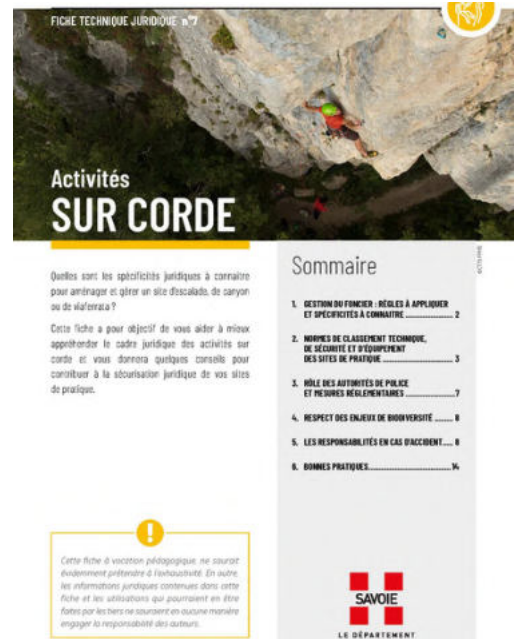 FICHE TECHNIQUE JURIDIQUE n°7
Activités
SUR CORDE
Quelles sont les spécificités juridiques à connaître
pour aménager et gérer un site d'escalade, de canyon
ou de viaferrata ?
Cette fiche a pour objectif de vous aider à mieux
appréhender le cadre juridique des activités sur
corde et vous donnera quelques conseils pour
contribuer à la sécurisation juridique de vos sites
de pratique.
Cette fiche à vocation pédagogique, ne saurait
évidemment prétendre à l'exhaustivité. En outre,
les informations juridiques contenues dans cette
fiche et les utilisations qui pourraient en être
faites par les tiers ne sauraient en aucune manière
engager la responsabilité des auteurs.
Sommaire
1. GESTION DU FONCIER : RÈGLES À APPLIQUER
ET SPÉCIFICITÉS À CONNAITRE 2
2. NORMES DE CLASSEMENT TECHNIQUE,
DE SÉCURITÉ ET D'ÉQUIPEMENT
DES SITES DE PRATIQUE 3
3. RÔLE DES AUTORITÉS DE POLICE
ET MESURES RÉGLEMENTAIRES 7
4. RESPECT DES ENJEUX DE BIODIVERSITÉ 8
5. LES RESPONSABILITÉS EN CAS D'ACCIDENT 8
6. BONNES PRATIQUES 14
SAVOIE
LE DÉPARTEMENT